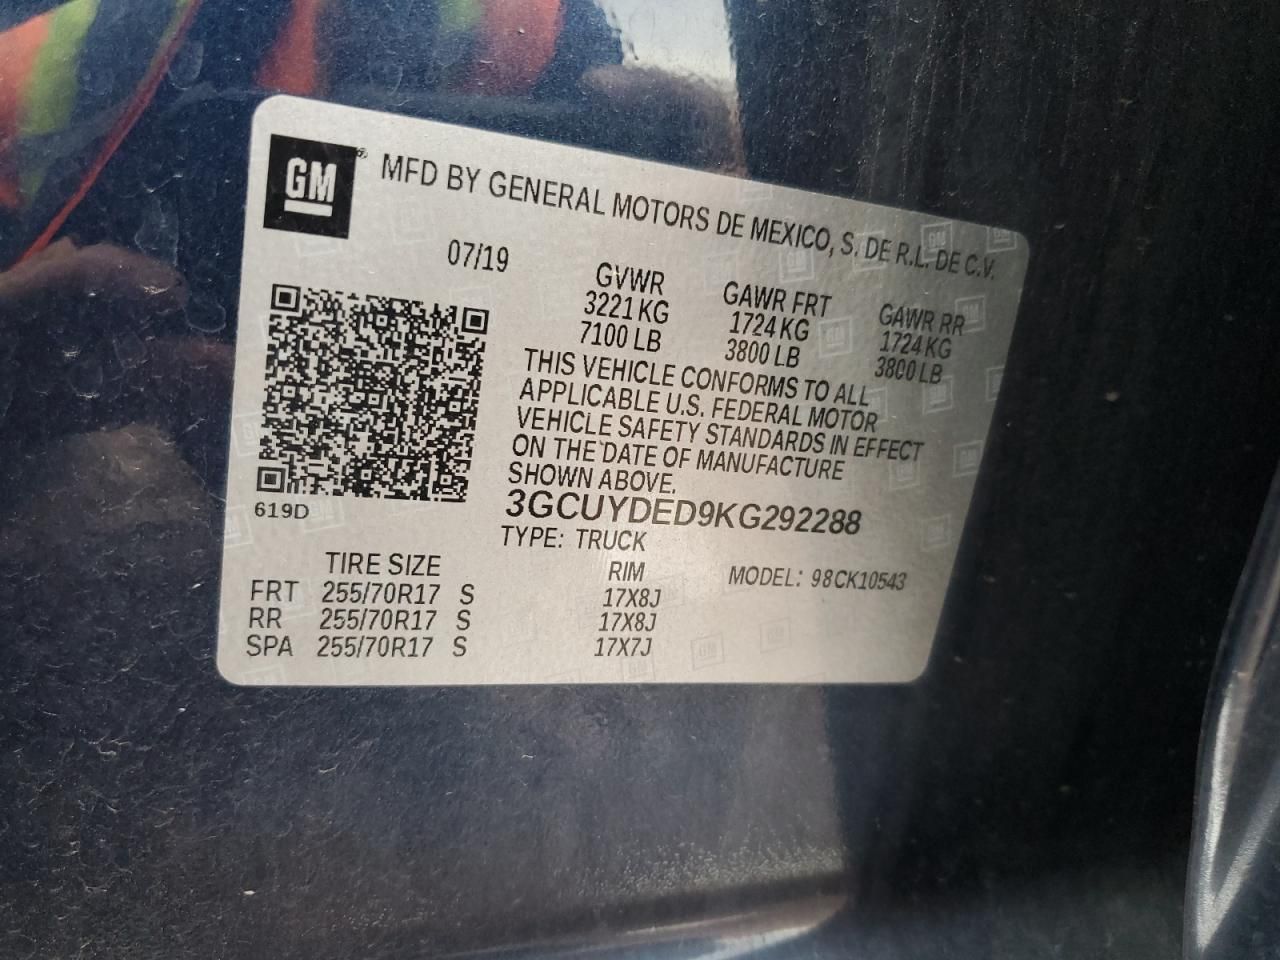 GM
MFD BY GENERAL MOTORS DE MEXICO, S. DE R.L. DE C.V.
07/19
GVWR
3221 KG
7100 LB
GAWR FRT
1724 KG
3800 LB
GAWR RR
1724 KG
3800 LB
THIS VEHICLE CONFORMS TO ALL
APPLICABLE U.S. FEDERAL MOTOR
VEHICLE SAFETY STANDARDS IN EFFECT
ON THE DATE OF MANUFACTURE
SHOWN ABOVE.
619D
3GCUYDED9KG292288
TYPE: TRUCK
TIRE SIZE RIM MODEL: 98CK10543
FRT 255/70R17 S 17X8J
RR 255/70R17 S 17X8J
SPA 255/70R17 S 17X7J